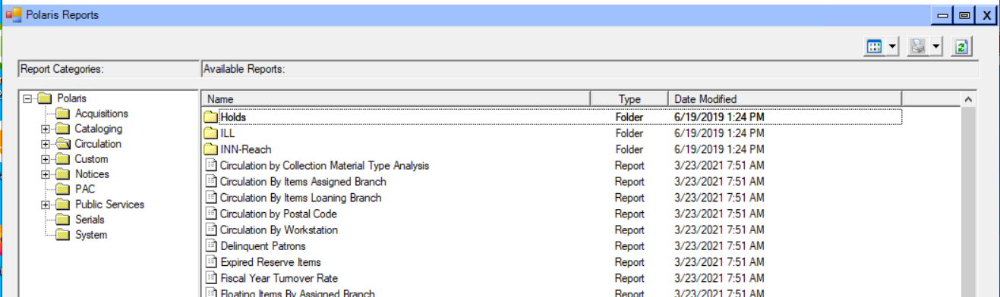 Polaris Reports
Report Categories: Available Reports:
Polaris
Acquisitions
Cataloging
Circulation
Custom
Notices
PAC
Public Services
Serials
System
Name Type Date Modified
Holds Folder 6/19/2019 1:24 PM
ILL Folder 6/19/2019 1:24 PM
INN-Reach Folder 6/19/2019 1:24 PM
Circulation by Collection Material Type Analysis Report 3/23/2021 7:51 AM
Circulation By Items Assigned Branch Report 3/23/2021 7:51 AM
Circulation By Items Loaning Branch Report 3/23/2021 7:51 AM
Circulation by Postal Code Report 3/23/2021 7:51 AM
Circulation By Workstation Report 3/23/2021 7:51 AM
Delinquent Patrons Report 3/23/2021 7:51 AM
Expired Reserve Items Report 3/23/2021 7:51 AM
Fiscal Year Turnover Rate Report 3/23/2021 7:51 AM
Floating Items By Assigned Branch Report 3/23/2021 7:51 AM